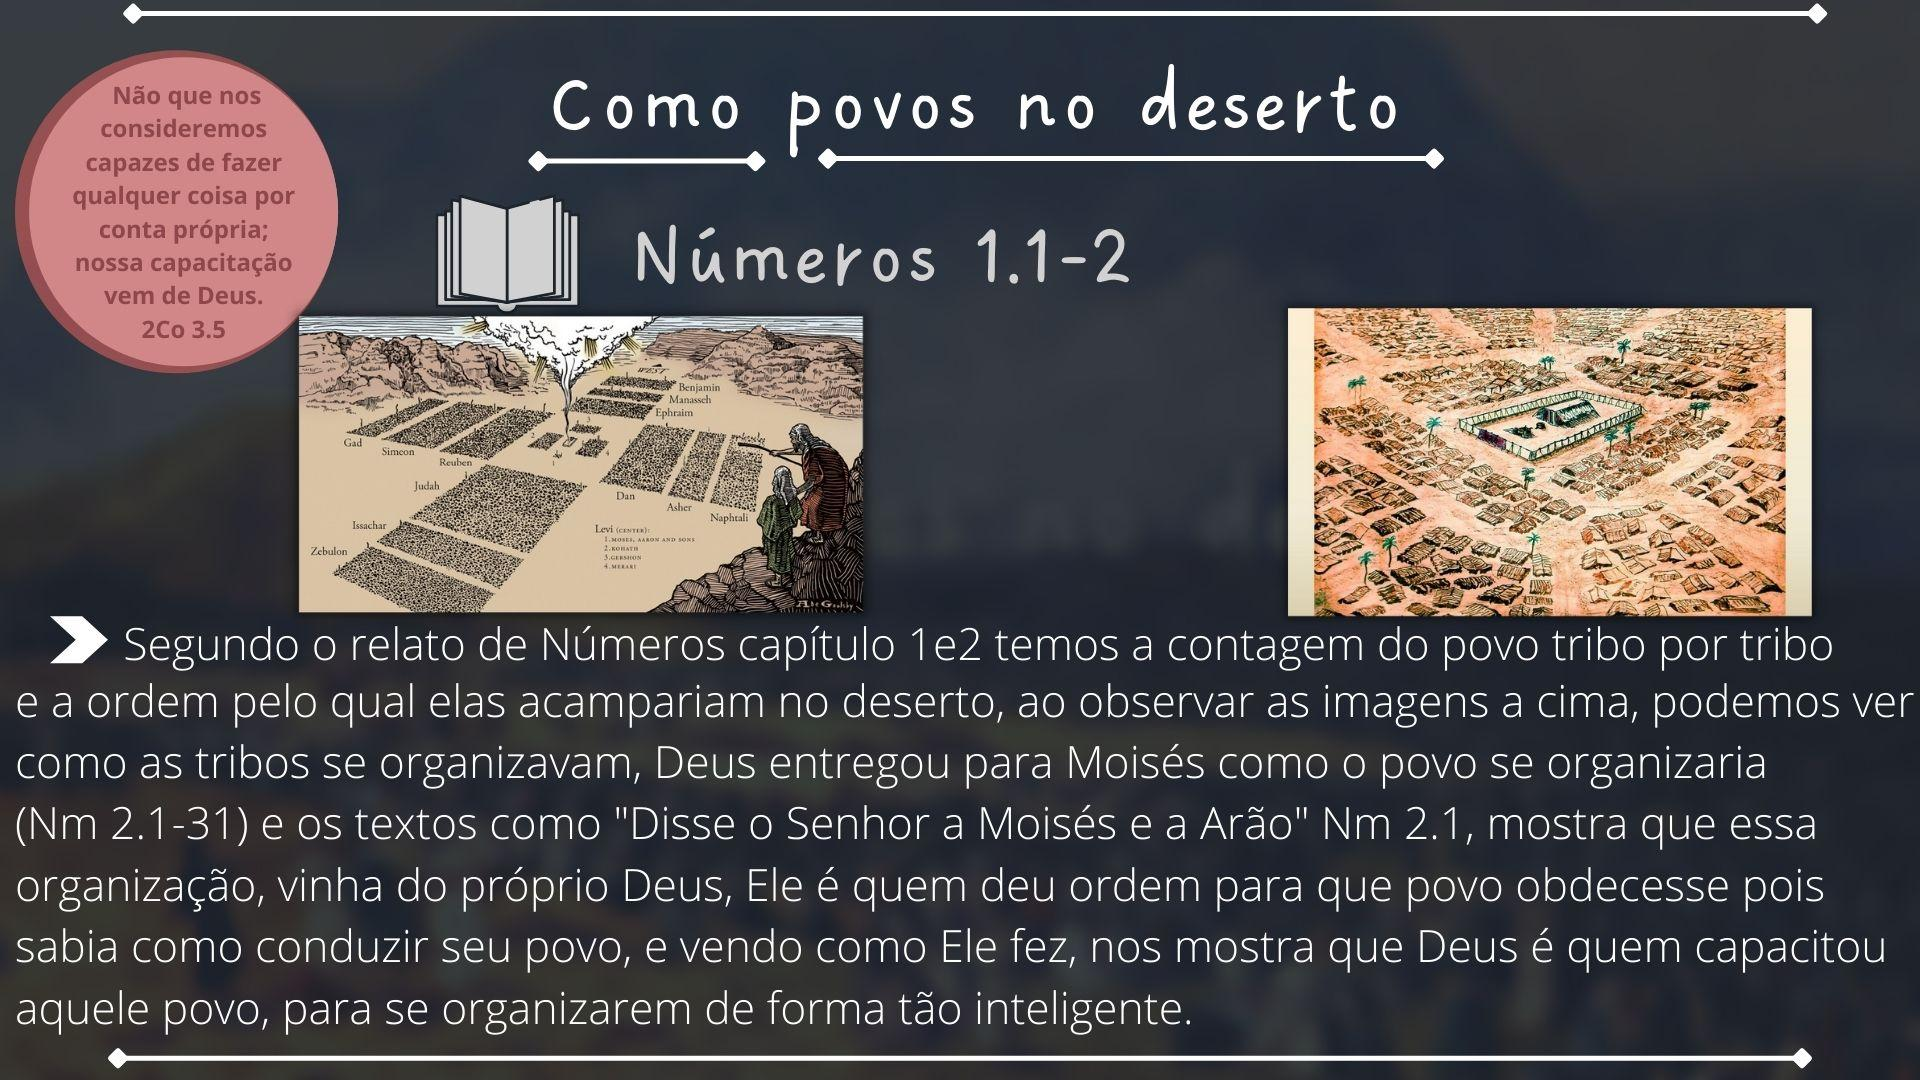 Não que nos
consideremos
capazes de fazer
qualquer coisa por
conta própria;
nossa capacitação
vem de Deus.
2Co 3.5
Como povos no deserto
Números 1.1-2
WEST
Benjamin
Manasseh
Ephraim
Gad
Simeon
Reuben
Judah
Issachar
Zebulon
Dan
Asher
Naphtali
Levi (CENTER):
1.MOSES, AARON AND SONS
2.KOHATH
3.GERSHON
4.MERARI
Segundo o relato de Números capítulo 1e2 temos a contagem do povo tribo por tribo
e a ordem pelo qual elas acampariam no deserto, ao observar as imagens a cima, podemos ver
como as tribos se organizavam, Deus entregou para Moisés como o povo se organizaria
(Nm 2.1-31) e os textos como "Disse o Senhor a Moisés e a Arão" Nm 2.1, mostra que essa
organização, vinha do próprio Deus, Ele é quem deu ordem para que povo obdecesse pois
sabia como conduzir seu povo, e vendo como Ele fez, nos mostra que Deus é quem capacitou
aquele povo, para se organizarem de forma tão inteligente.